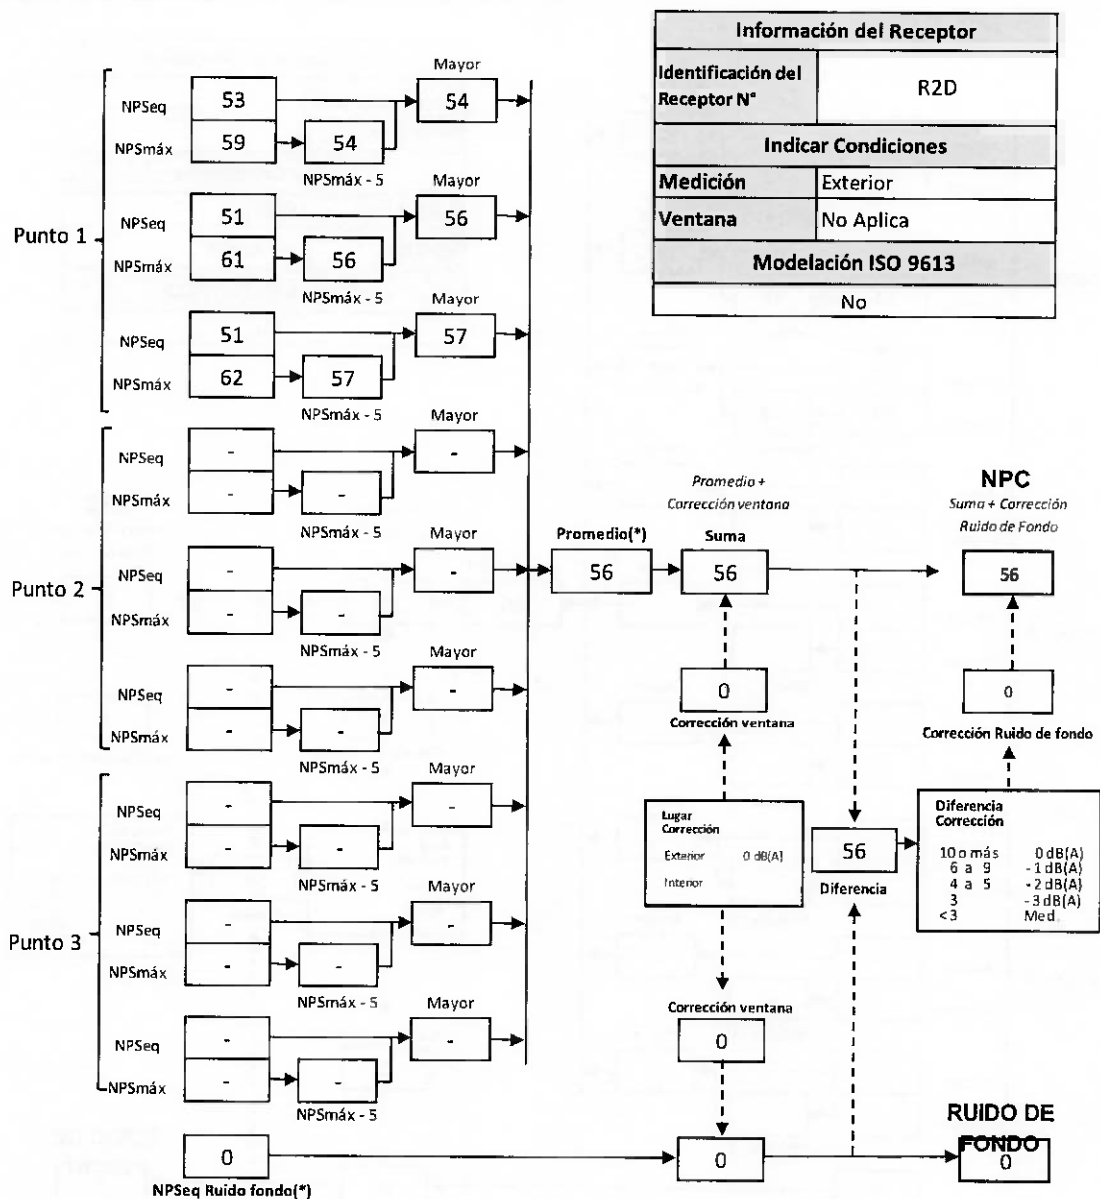 Información del Receptor
Identificación del Receptor N°
R2D
Indicar Condiciones
Medición Exterior
Ventana No Aplica
Modelación ISO 9613
No
Punto 1
Mayor
NPSeq 53 54
NPSmáx 59 54
NPSmáx - 5
Mayor
NPSeq 51 56
NPSmáx 61 56
NPSmáx - 5
Mayor
NPSeq 51 57
NPSmáx 62 57
NPSmáx - 5
Punto 2
Mayor
NPSeq - -
NPSmáx - -
NPSmáx - 5
Mayor
NPSeq - -
NPSmáx - -
NPSmáx - 5
Mayor
NPSeq - -
NPSmáx - -
NPSmáx - 5
Punto 3
Mayor
NPSeq - -
NPSmáx - -
NPSmáx - 5
Mayor
NPSeq - -
NPSmáx - -
NPSmáx - 5
Mayor
NPSeq - -
NPSmáx - -
NPSmáx - 5
0
NPSeq Ruido fondo(*)
Promedio(*)
56
Promedio +
Corrección ventana
Suma
56
0
Corrección ventana
Lugar
Corrección
Exterior 0 dB(A)
Interior
Corrección ventana
0
0
56
Diferencia
NPC
Suma + Corrección
Ruido de Fondo
56
0
Corrección Ruido de fondo
Diferencia
Corrección
10 o más 0 dB(A)
6 a 9 -1 dB(A)
4 a 5 -2 dB(A)
3 -3 dB(A)
<3 Med.
RUIDO DE
FONDO
0